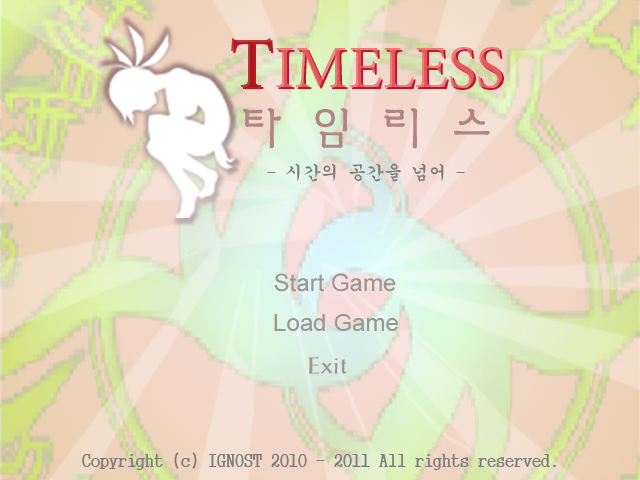 TIMELESS
타임리스
- 시간의 공간을 넘어 -
Start Game
Load Game
Exit
Copyright (c) IGNOST 2010 - 2011 All rights reserved.